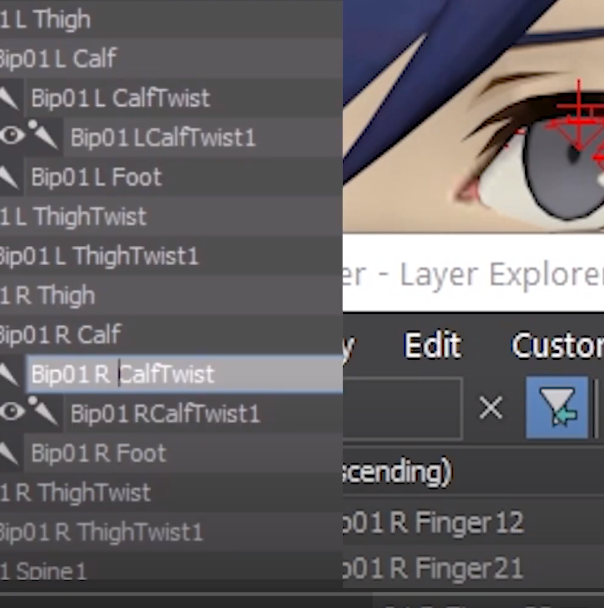 1 L Thigh
Bip01 L Calf
Bip01 L CalfTwist
Bip01 LCalfTwist1
Bip01 L Foot
1 L ThighTwist
Bip01 L ThighTwist1
1 R Thigh
Bip01 R Calf
Bip01 R CalfTwist
Bip01 RCalfTwist1
Bip01 R Foot
1 R ThighTwist
Bip01 R ThighTwist1
1 Spine1
er - Layer Explorer
y Edit Custor
scending)
p01 R Finger12
p01 R Finger21